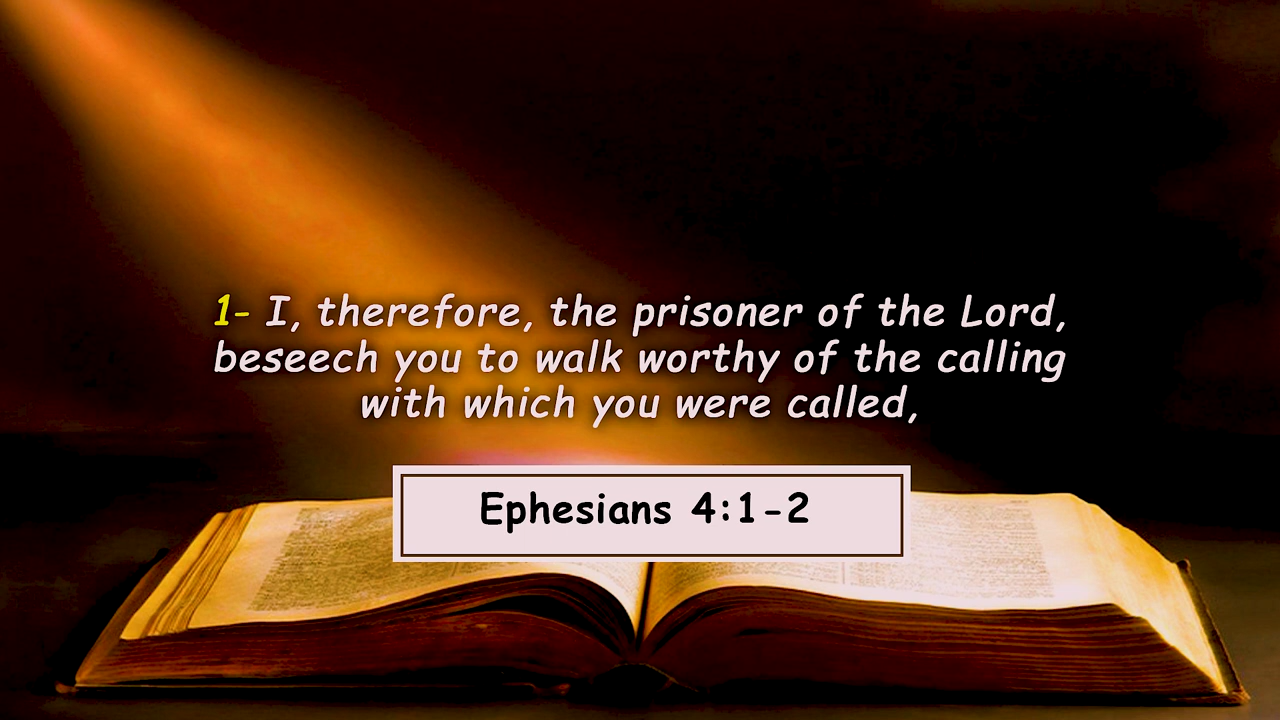 1- I, therefore, the prisoner of the Lord,
beseech you to walk worthy of the calling
with which you were called,
Ephesians 4:1-2